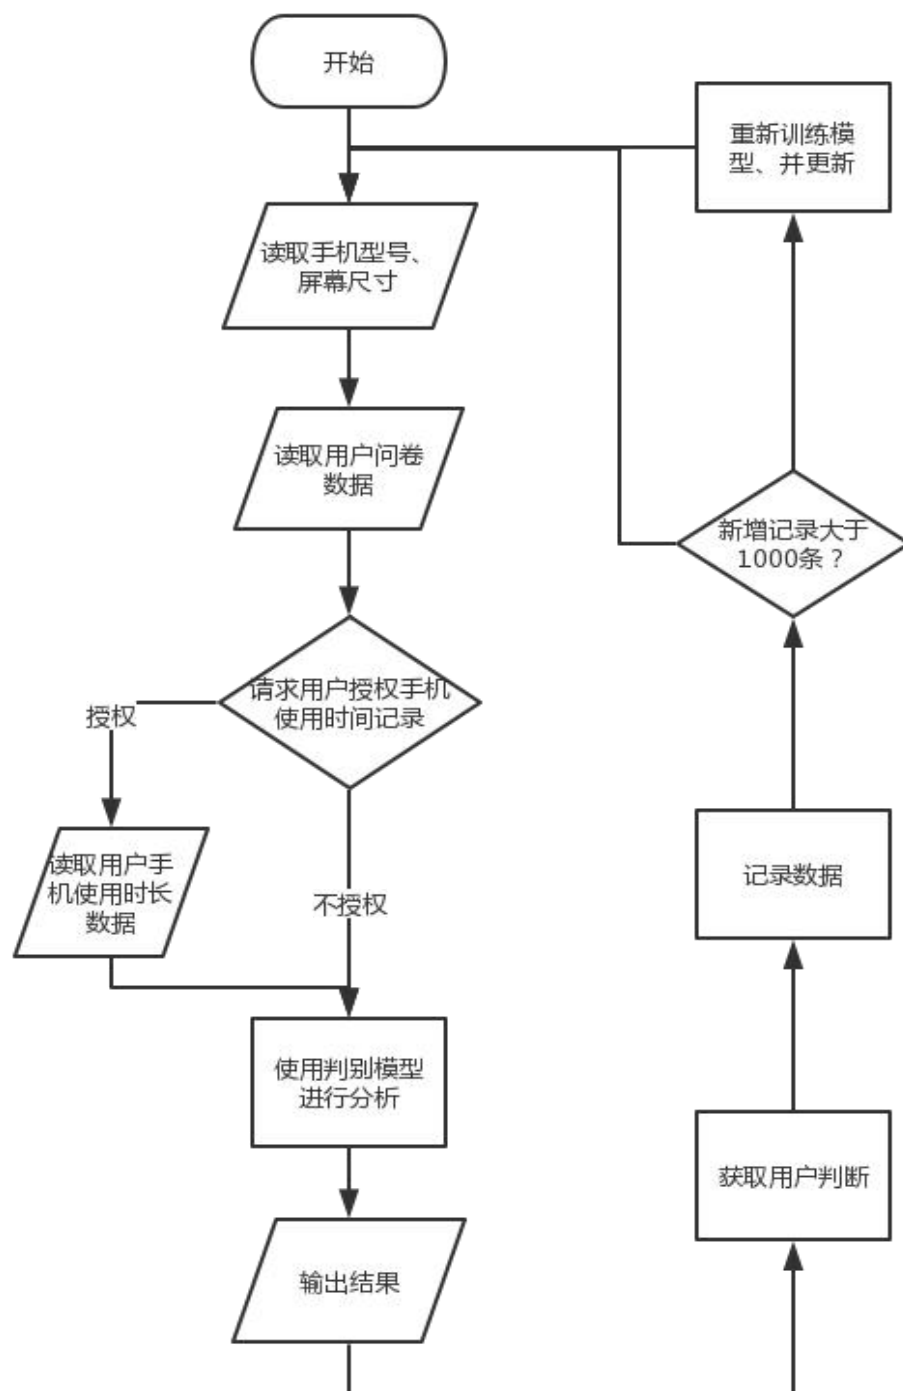 开始
读取手机型号、
屏幕尺寸
读取用户问卷
数据
请求用户授权手机
使用时间记录
授权
读取用户手
机使用时长
数据
不授权
使用判别模型
进行分析
输出结果
重新训练模
型、并更新
新增记录大于
1000条？
记录数据
获取用户判断